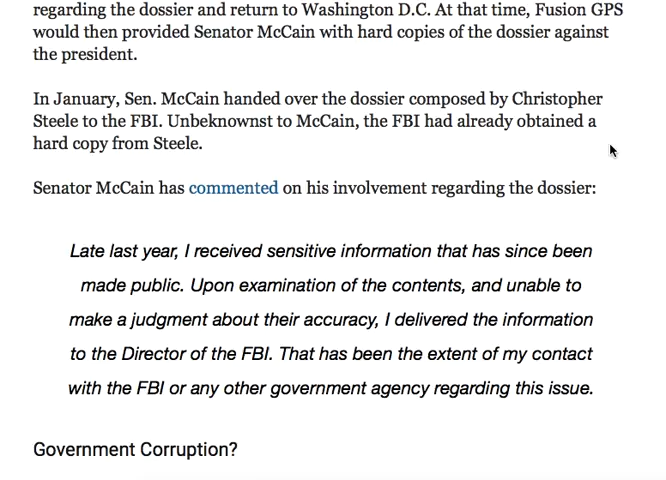 regarding the dossier and return to Washington D.C. At that time, Fusion GPS
would then provided Senator McCain with hard copies of the dossier against
the president.
In January, Sen. McCain handed over the dossier composed by Christopher
Steele to the FBI. Unbeknownst to McCain, the FBI had already obtained a
hard copy from Steele.
Senator McCain has commented on his involvement regarding the dossier:
Late last year, I received sensitive information that has since been
made public. Upon examination of the contents, and unable to
make a judgment about their accuracy, I delivered the information
to the Director of the FBI. That has been the extent of my contact
with the FBI or any other government agency regarding this issue.
Government Corruption?